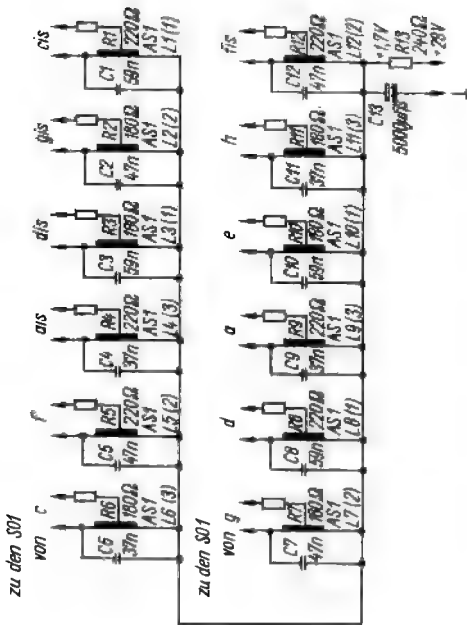 zu den S01
von c
f
ais
dis
gis
cis
R6
180Ω
AS1
L6(3)
C6
37n
R5
220Ω
AS1
L5(2)
C5
47n
R4
220Ω
AS1
L4(3)
C4
37n
R3
180Ω
AS1
L3(1)
C3
59n
R2
180Ω
AS1
L2(2)
C2
47n
R1
220Ω
AS1
L1(1)
C1
59n
zu den S01
von g
d
a
e
h
fis
R7
180Ω
AS1
L7(2)
C7
47n
R8
220Ω
AS1
L8(1)
C8
59n
R9
220Ω
AS1
L9(3)
C9
37n
R10
180Ω
AS1
L10(1)
C10
59n
R11
180Ω
AS1
L11(3)
C11
37n
R12
220Ω
AS1
L12(2)
C12
47n
+1,7V
R13
240Ω
+29V
C13